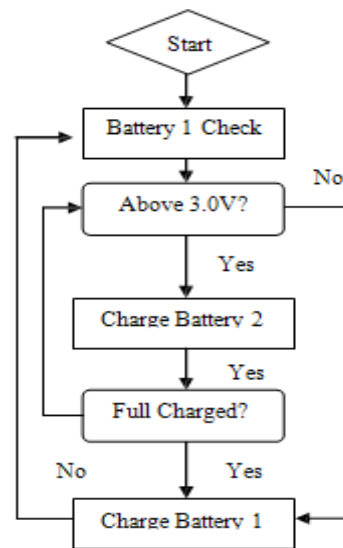 Start
Battery 1 Check
No
Above 3.0V?
Yes
Charge Battery 2
Yes
Full Charged?
No
Yes
Charge Battery 1